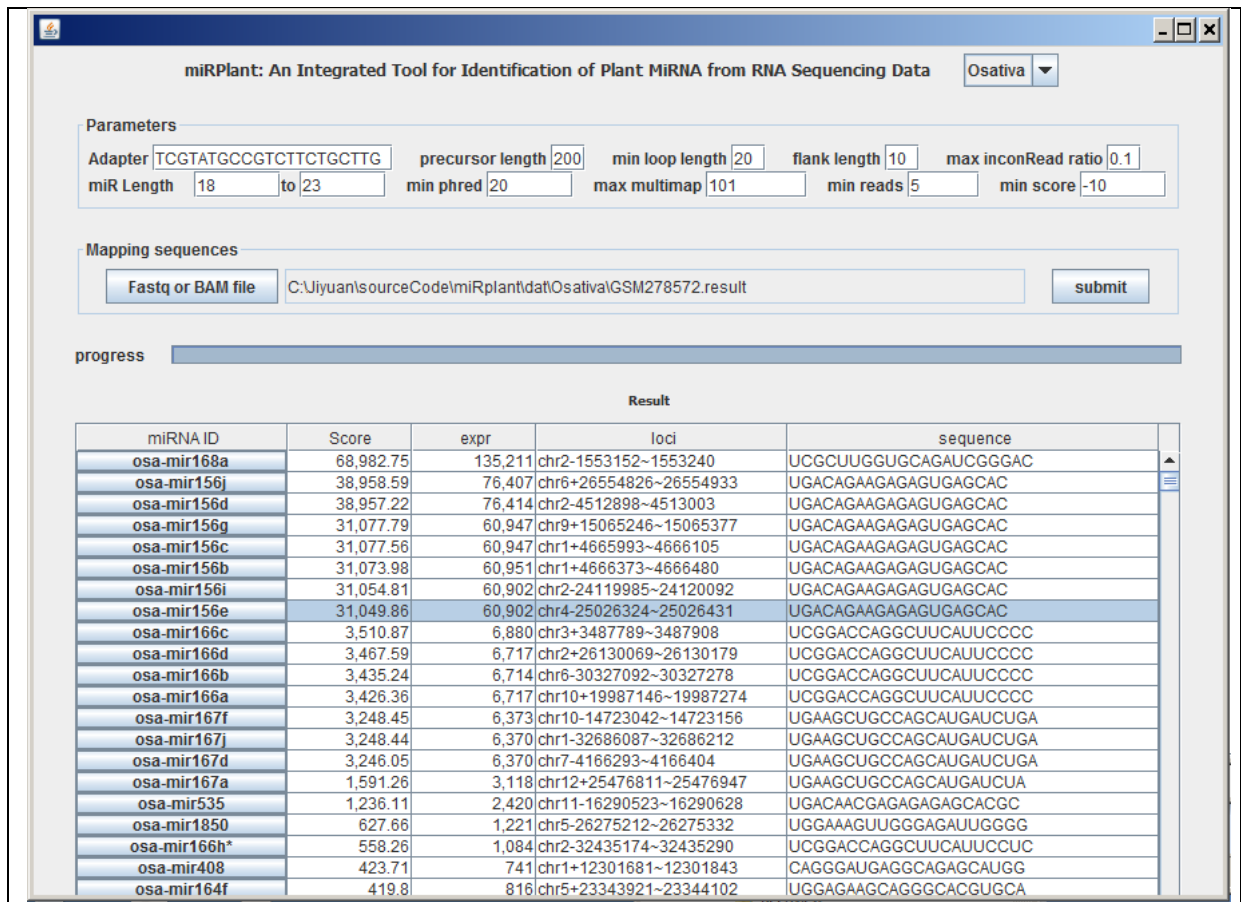 miRPlant: An Integrated Tool for Identification of Plant MiRNA from RNA Sequencing Data Osativa
Parameters
Adapter TCGTATGCCGTCTTCTGCTTG precursor length 200 min loop length 20 flank length 10 max inconRead ratio 0.1
miR Length 18 to 23 min phred 20 max multimap 101 min reads 5 min score -10
Mapping sequences
Fastq or BAM file C:\Jiyuan\sourceCode\miRplant\dat\Osativa\GSM278572.result submit
progress
Result
miRNA ID Score expr loci sequence
osa-mir168a 68,982.75 135,211 chr2-1553152~1553240 UCGCUUGGUGCAGAUCGGGAC
osa-mir156j 38,958.59 76,407 chr6+26554826~26554933 UGACAGAAGAGAGUGAGCAC
osa-mir156d 38,957.22 76,414 chr2-4512898~4513003 UGACAGAAGAGAGUGAGCAC
osa-mir156g 31,077.79 60,947 chr9+15065246~15065377 UGACAGAAGAGAGUGAGCAC
osa-mir156c 31,077.56 60,947 chr1+4665993~4666105 UGACAGAAGAGAGUGAGCAC
osa-mir156b 31,073.98 60,951 chr1+4666373~4666480 UGACAGAAGAGAGUGAGCAC
osa-mir156i 31,054.81 60,902 chr2-24119985~24120092 UGACAGAAGAGAGUGAGCAC
osa-mir156e 31,049.86 60,902 chr4-25026324~25026431 UGACAGAAGAGAGUGAGCAC
osa-mir166c 3,510.87 6,880 chr3+3487789~3487908 UCGGACCAGGCUUCAUUCCCC
osa-mir166d 3,467.59 6,717 chr2+26130069~26130179 UCGGACCAGGCUUCAUUCCCC
osa-mir166b 3,435.24 6,714 chr6-30327092~30327278 UCGGACCAGGCUUCAUUCCCC
osa-mir166a 3,426.36 6,717 chr10+19987146~19987274 UCGGACCAGGCUUCAUUCCCC
osa-mir167f 3,248.45 6,373 chr10-14723042~14723156 UGAAGCUGCCAGCAUGAUCUGA
osa-mir167j 3,248.44 6,370 chr1-32686087~32686212 UGAAGCUGCCAGCAUGAUCUGA
osa-mir167d 3,246.05 6,370 chr7-4166293~4166404 UGAAGCUGCCAGCAUGAUCUGA
osa-mir167a 1,591.26 3,118 chr12+25476811~25476947 UGAAGCUGCCAGCAUGAUCUA
osa-mir535 1,236.11 2,420 chr11-16290523~16290628 UGACAACGAGAGAGAGCACGC
osa-mir1850 627.66 1,221 chr5-26275212~26275332 UGGAAAGUUGGGAGAUUGGGG
osa-mir166h* 558.26 1,084 chr2-32435174~32435290 UCGGACCAGGCUUCAUUCCUC
osa-mir408 423.71 741 chr1+12301681~12301843 CAGGGAUGAGGCAGAGCAUGG
osa-mir164f 419.8 816 chr5+23343921~23344102 UGGAGAAGCAGGGCACGUGCA